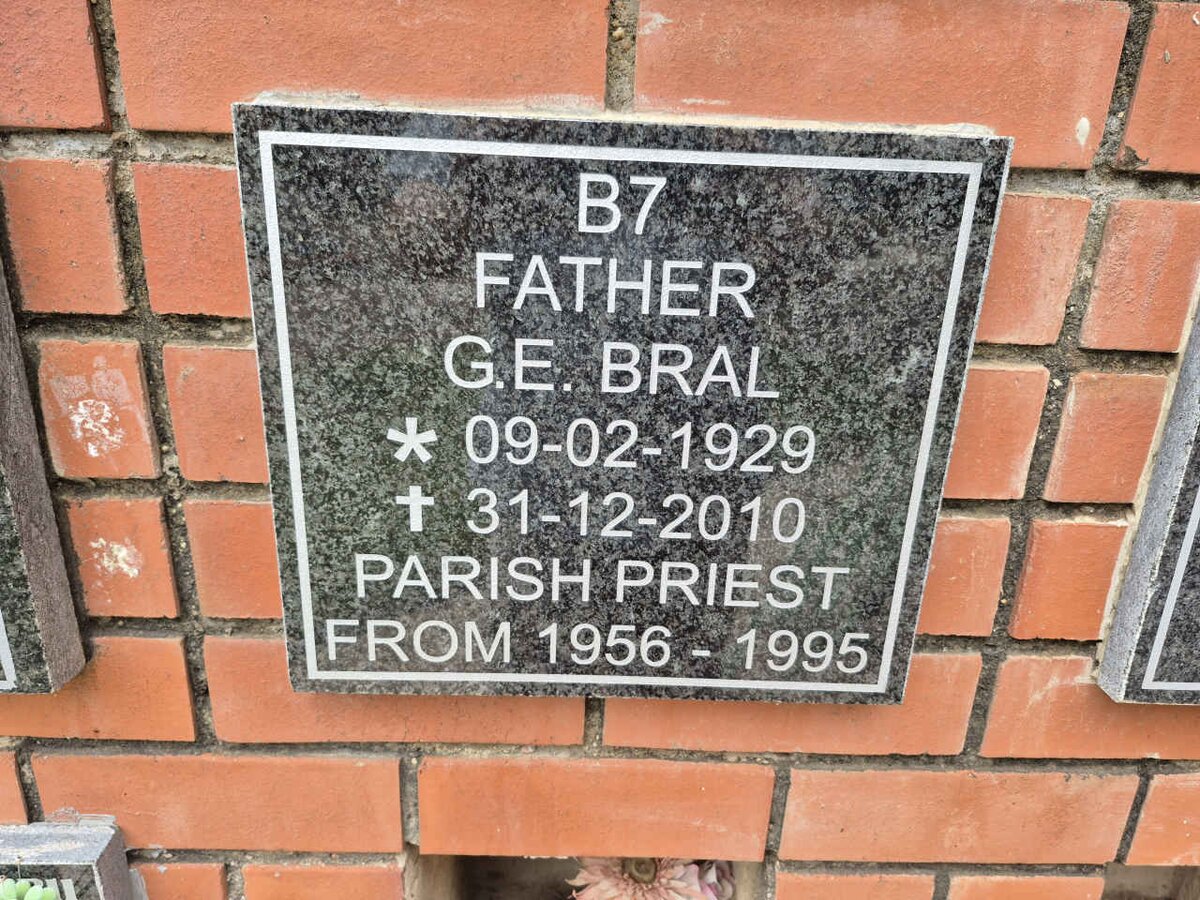 B7
FATHER
G.E. BRAL
* 09-02-1929
✝ 31-12-2010
PARISH PRIEST
FROM 1956 - 1995